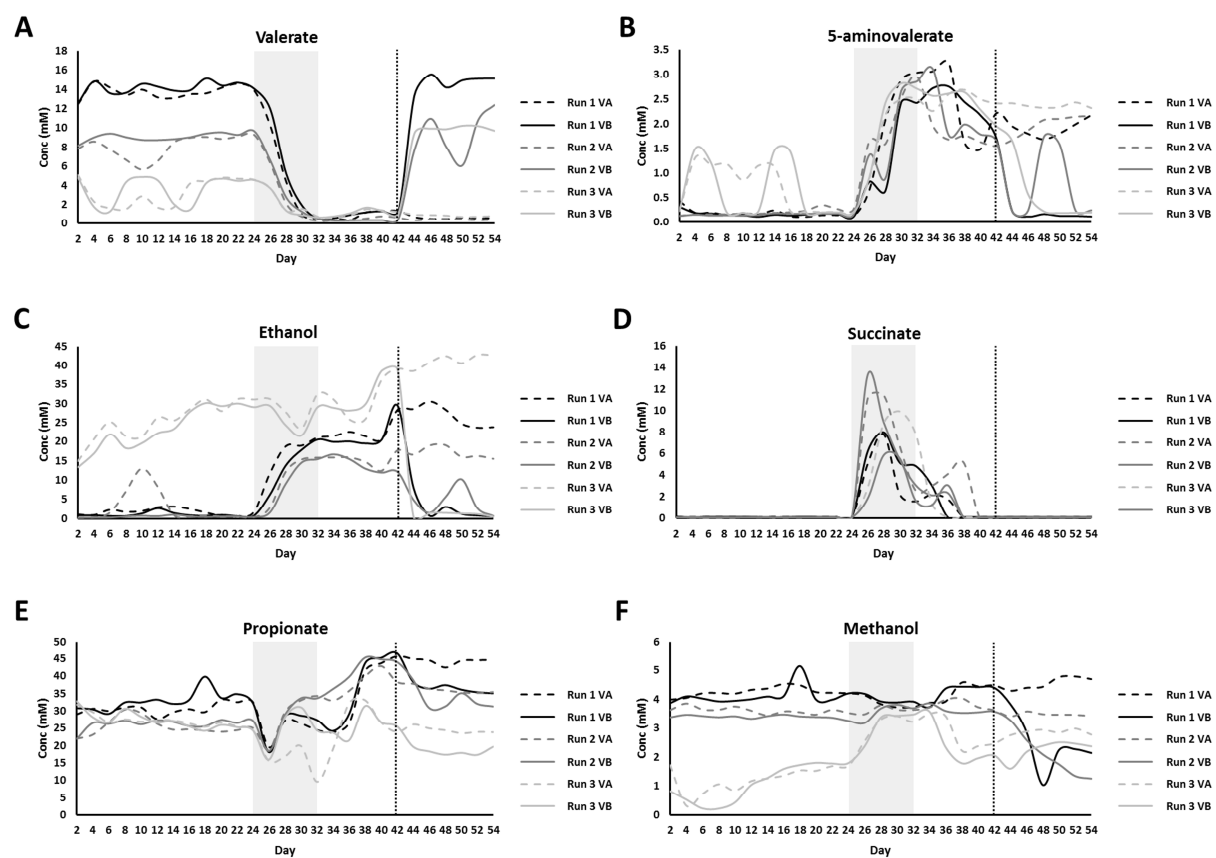 A
Valerate
18
16
14
12
10
8
6
4
2
0
Conc (mM)
2 4 6 8 10 12 14 16 18 20 22 24 26 28 30 32 34 36 38 40 42 44 46 48 50 52 54
Day
Run 1 VA
Run 1 VB
Run 2 VA
Run 2 VB
Run 3 VA
Run 3 VB
B
5-aminovalerate
3.5
3.0
2.5
2.0
1.5
1.0
0.5
0.0
Conc (mM)
2 4 6 8 10 12 14 16 18 20 22 24 26 28 30 32 34 36 38 40 42 44 46 48 50 52 54
Day
Run 1 VA
Run 1 VB
Run 2 VA
Run 2 VB
Run 3 VA
Run 3 VB
C
Ethanol
45
40
35
30
25
20
15
10
5
0
Conc (mM)
2 4 6 8 10 12 14 16 18 20 22 24 26 28 30 32 34 36 38 40 42 44 46 48 50 52 54
Day
Run 1 VA
Run 1 VB
Run 2 VA
Run 2 VB
Run 3 VA
Run 3 VB
D
Succinate
16
14
12
10
8
6
4
2
0
Conc (mM)
2 4 6 8 10 12 14 16 18 20 22 24 26 28 30 32 34 36 38 40 42 44 46 48 50 52 54
Day
Run 1 VA
Run 1 VB
Run 2 VA
Run 2 VB
Run 3 VA
Run 3 VB
E
Propionate
50
45
40
35
30
25
20
15
10
5
0
Conc (mM)
2 4 6 8 10 12 14 16 18 20 22 24 26 28 30 32 34 36 38 40 42 44 46 48 50 52 54
Day
Run 1 VA
Run 1 VB
Run 2 VA
Run 2 VB
Run 3 VA
Run 3 VB
F
Methanol
6
5
4
3
2
1
0
Conc (mM)
2 4 6 8 10 12 14 16 18 20 22 24 26 28 30 32 34 36 38 40 42 44 46 48 50 52 54
Day
Run 1 VA
Run 1 VB
Run 2 VA
Run 2 VB
Run 3 VA
Run 3 VB